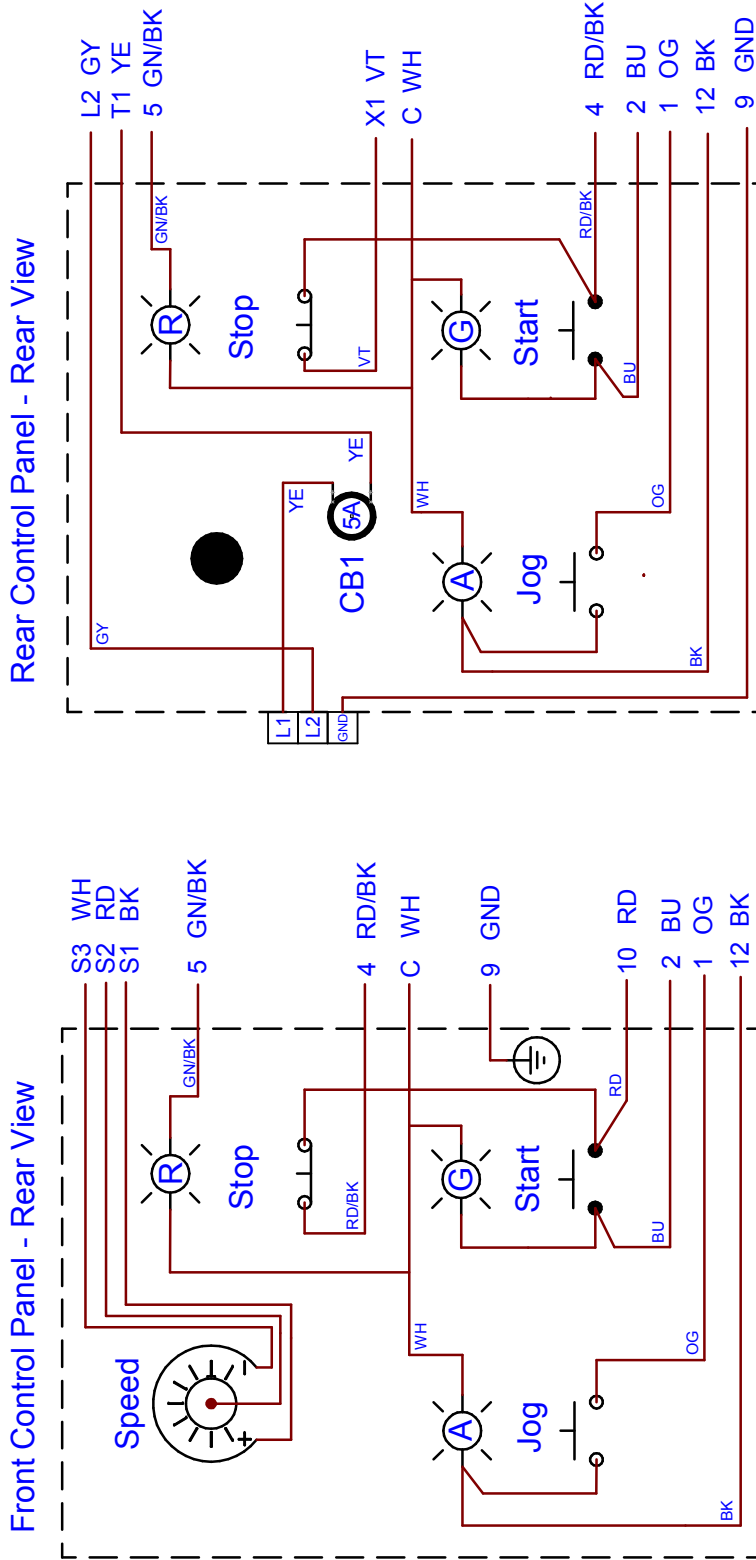 Front Control Panel - Rear View
S3 WH
S2 RD
S1 BK
Speed
+
-
5 GN/BK
GN/BK
R
Stop
4 RD/BK
RD/BK
C WH
WH
9 GND
G
Start
10 RD
RD
2 BU
BU
A
Jog
1 OG
OG
12 BK
BK
Rear Control Panel - Rear View
L2 GY
T1 YE
5 GN/BK
GN/BK
GY
R
Stop
X1 VT
VT
YE
YE
5A
CB1
L1
L2
GND
C WH
WH
G
Start
4 RD/BK
RD/BK
2 BU
BU
A
Jog
1 OG
OG
12 BK
BK
9 GND